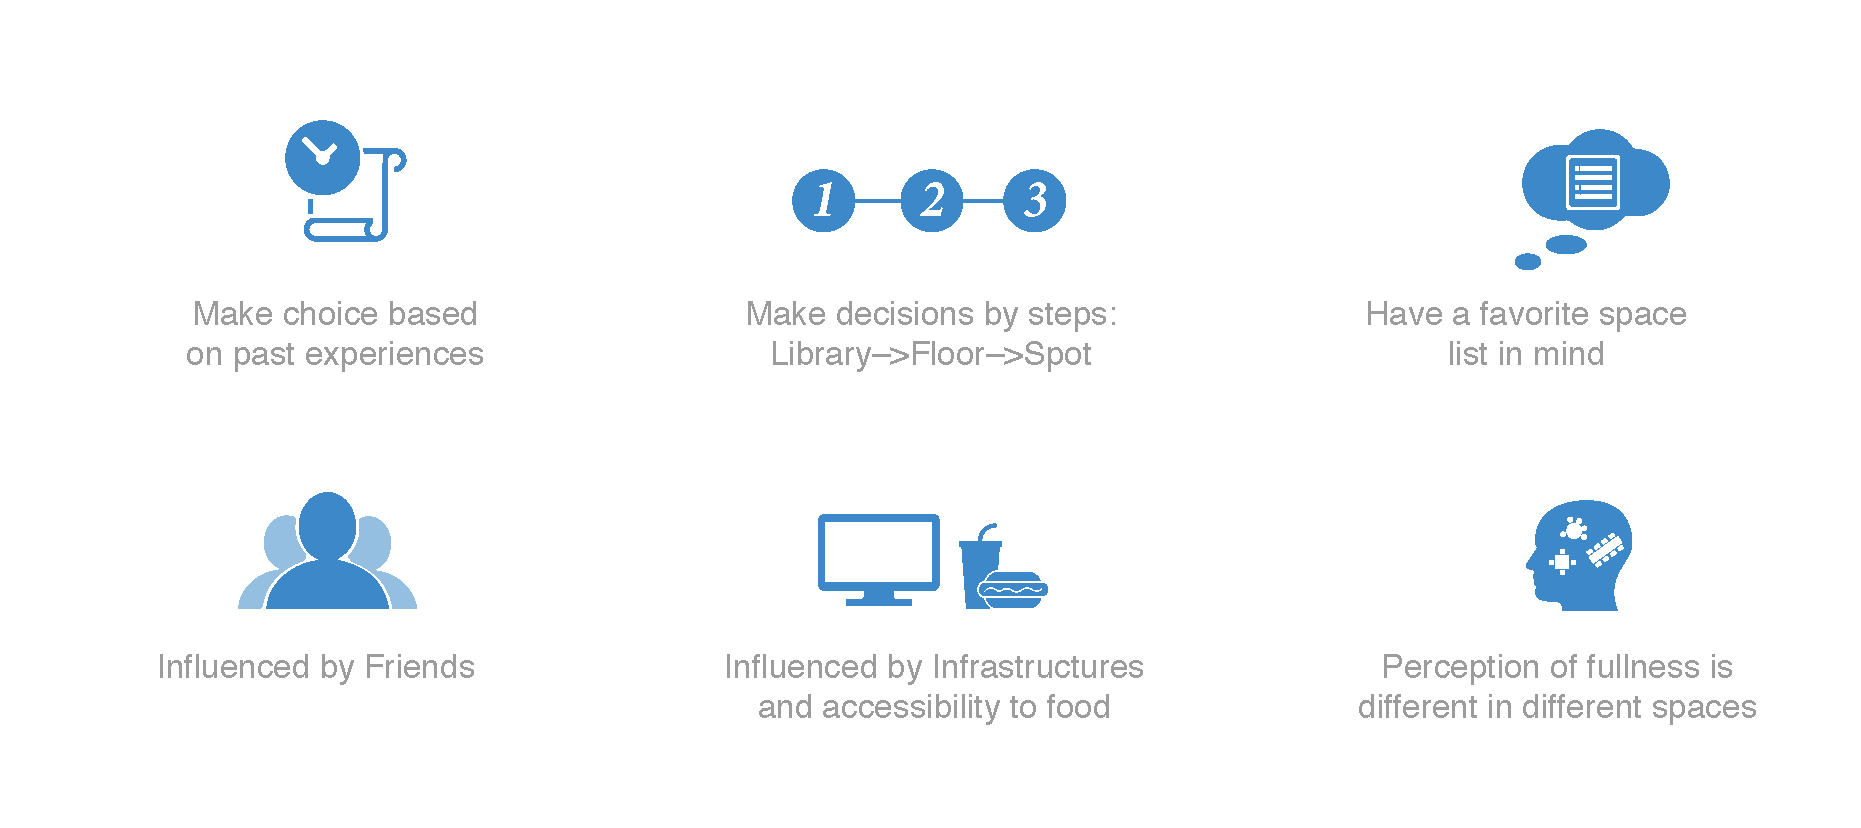 1 2 3
Make choice based
on past experiences
Make decisions by steps:
Library–>Floor–>Spot
Have a favorite space
list in mind
Influenced by Friends
Influenced by Infrastructures
and accessibility to food
Perception of fullness is
different in different spaces